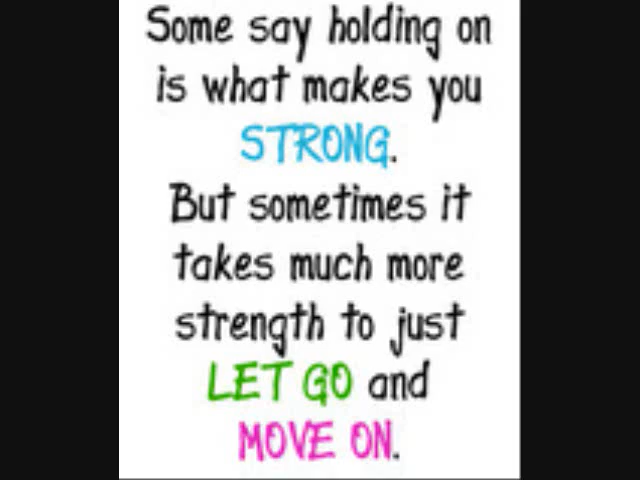 Some say holding on
is what makes you
STRONG.
But sometimes it
takes much more
strength to just
LET GO and
MOVE ON.